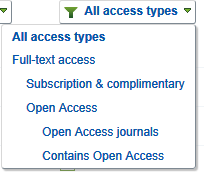 All access types
All access types
Full-text access
Subscription & complimentary
Open Access
Open Access journals
Contains Open Access